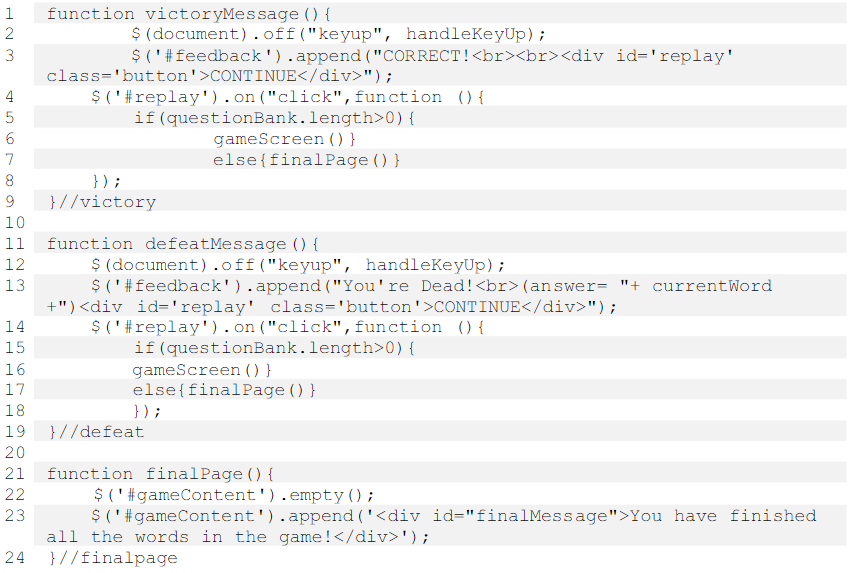 1 function victoryMessage(){
2 $(document).off("keyup", handleKeyUp);
3 $('#feedback').append("CORRECT!<br><br><div id='replay'
class='button'>CONTINUE</div>");
4 $('#replay').on("click",function (){
5 if(questionBank.length>0){
6 gameScreen()}
7 else{finalPage()}
8 });
9 }//victory
10
11 function defeatMessage(){
12 $(document).off("keyup", handleKeyUp);
13 $('#feedback').append("You're Dead!<br>(answer= "+ currentWord
+")<div id='replay' class='button'>CONTINUE</div>");
14 $('#replay').on("click",function (){
15 if(questionBank.length>0){
16 gameScreen()}
17 else{finalPage()}
18 });
19 }//defeat
20
21 function finalPage(){
22 $('#gameContent').empty();
23 $('#gameContent').append('<div id="finalMessage">You have finished
all the words in the game!</div>');
24 }//finalpage